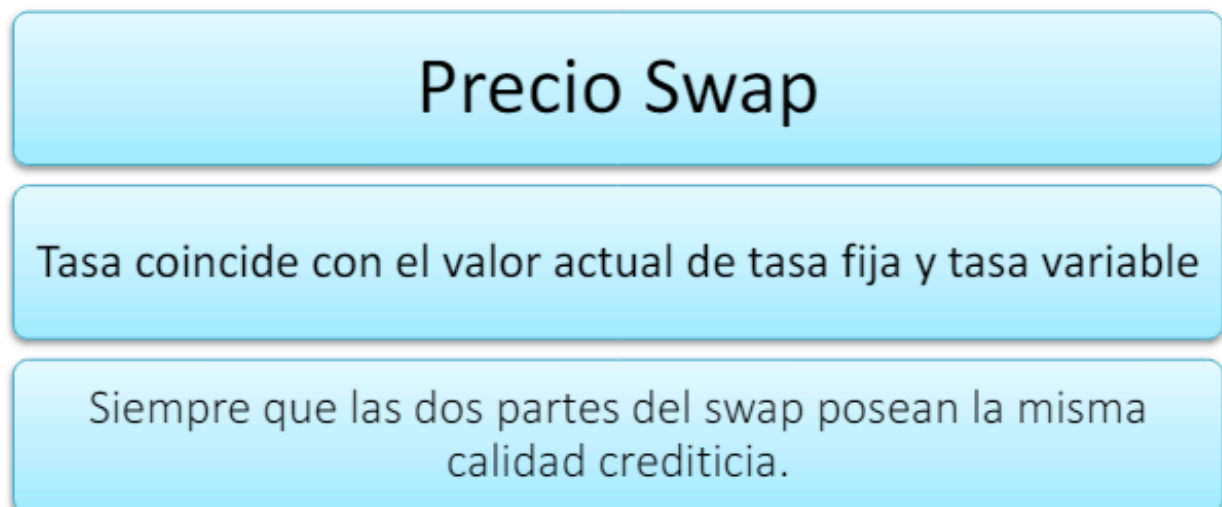 Precio Swap
Tasa coincide con el valor actual de tasa fija y tasa variable
Siempre que las dos partes del swap posean la misma
calidad crediticia.